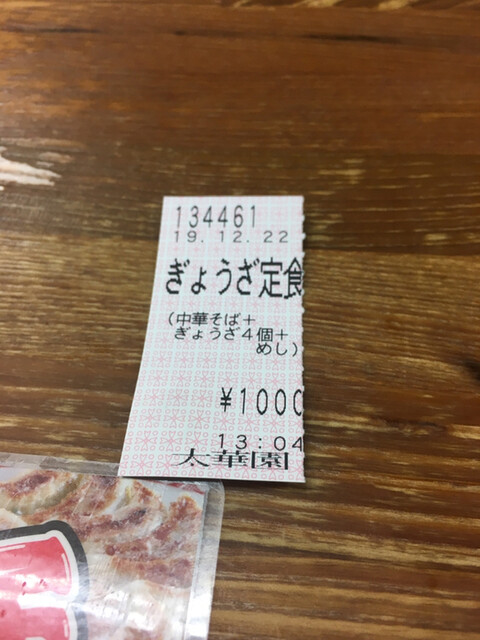 134461
19.12.22
ぎょうざ定食
(中華そば+
ぎょうざ4個+
めし)
¥1000
13:04
太華園